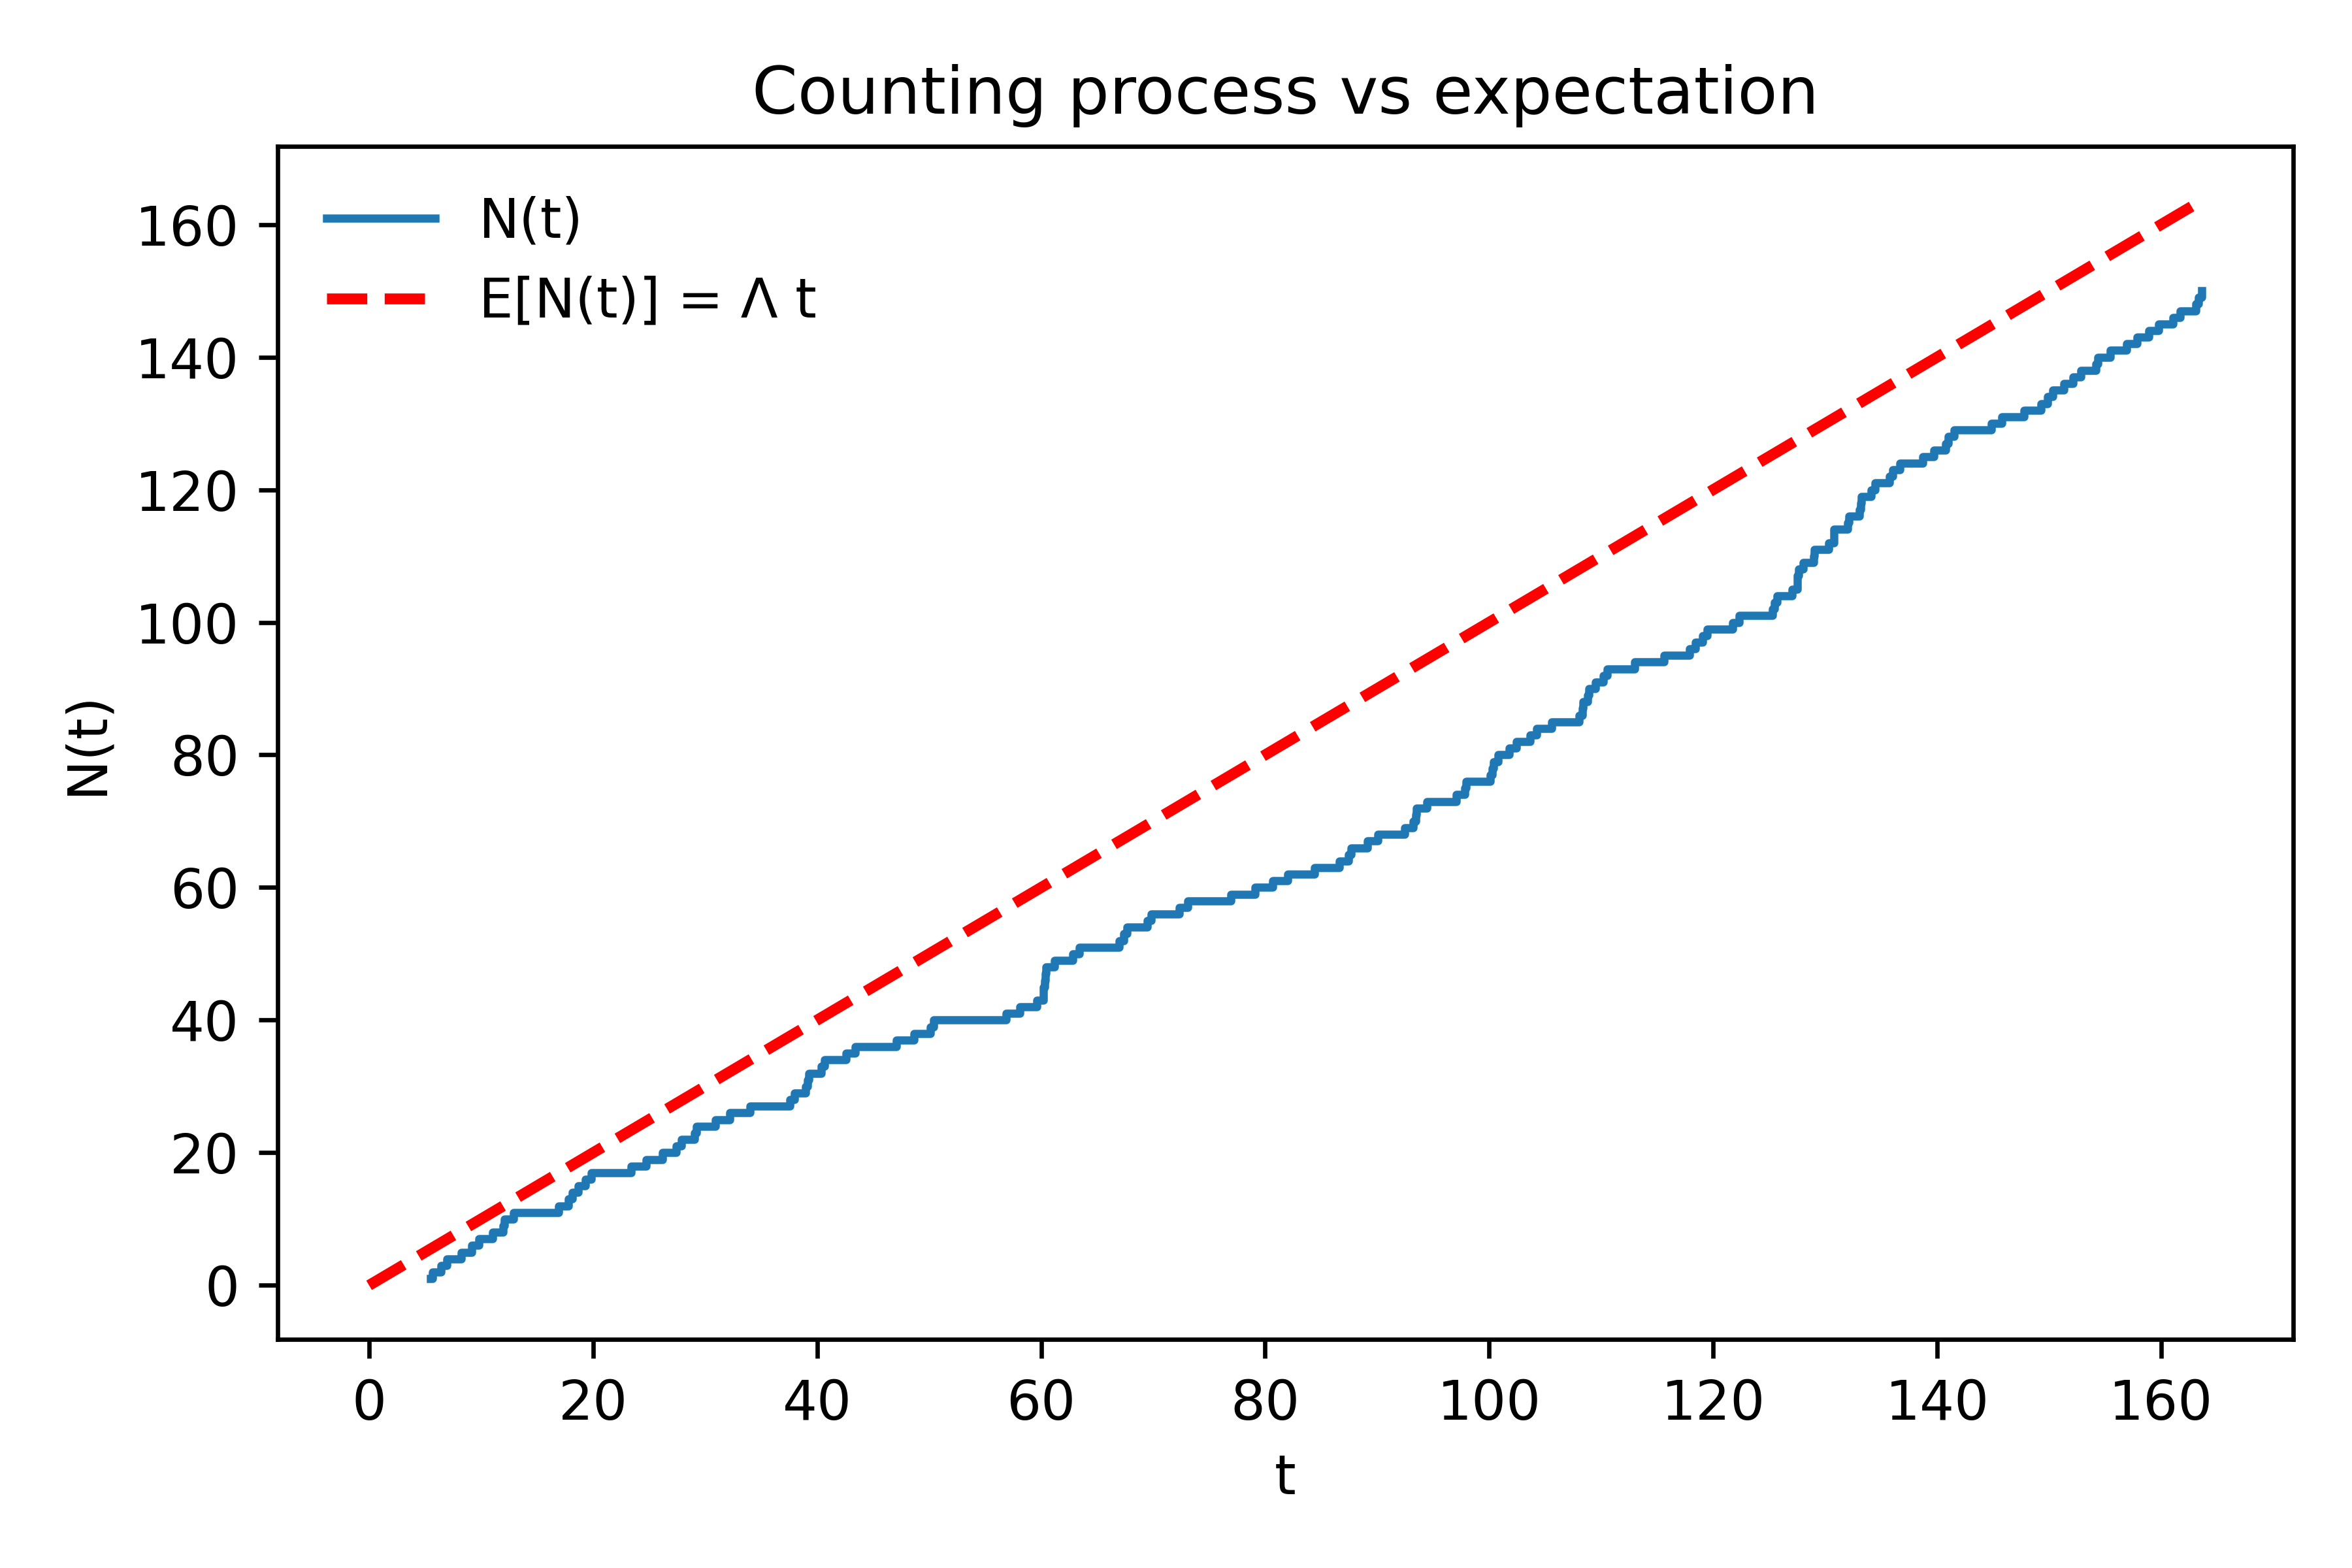 Counting process vs expectation
N(t)
E[N(t)] = Λ t
160
140
120
100
80
60
40
20
0
N(t)
0 20 40 60 80 100 120 140 160
t